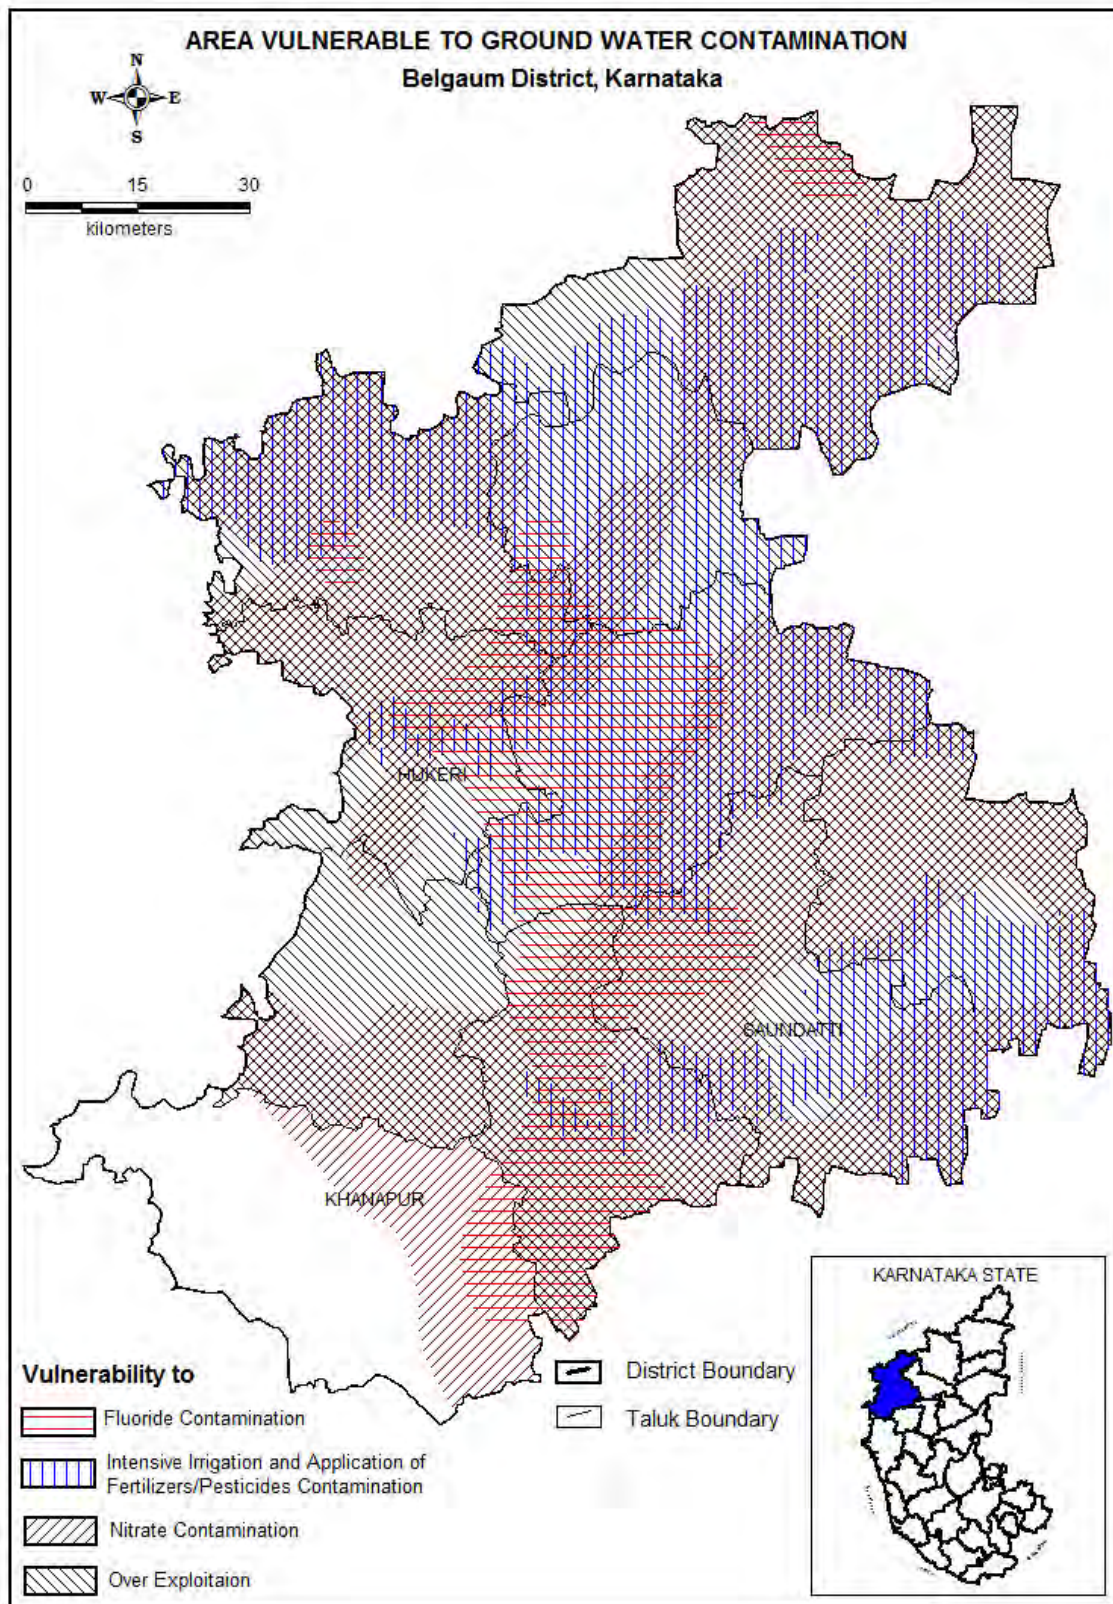 AREA VULNERABLE TO GROUND WATER CONTAMINATION
Belgaum District, Karnataka
N
W E
S
0 15 30
kilometers
HUKERI
SAUNDATTI
KHANAPUR
KARNATAKA STATE
Vulnerability to
Fluoride Contamination
Intensive Irrigation and Application of
Fertilizers/Pesticides Contamination
Nitrate Contamination
Over Exploitaion
District Boundary
Taluk Boundary